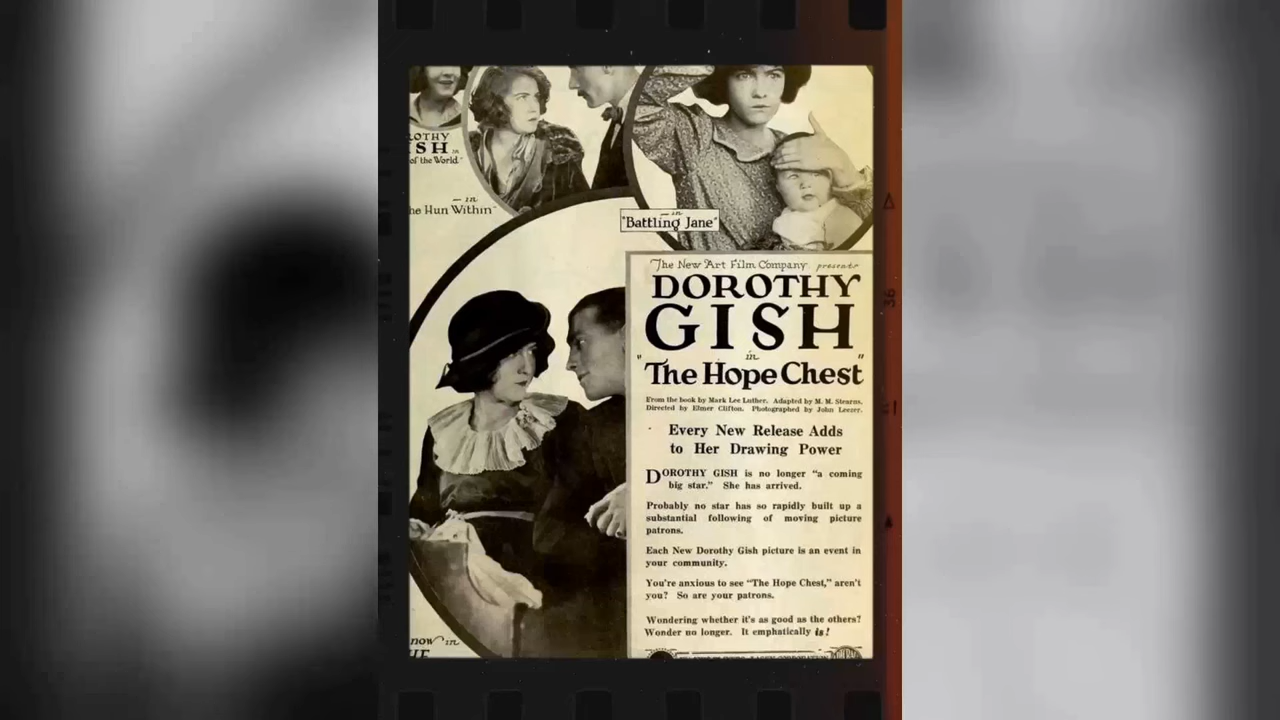 OTHY
ISH in
of the World."
— in
he Hun Within"
— in
"Battling Jane"
The New Art Film Company presents
DOROTHY
GISH
in
"The Hope Chest"
From the book by Mark Lee Luther. Adapted by M. M. Stearns.
Directed by Elmer Clifton. Photographed by John Leezer.
Every New Release Adds
to Her Drawing Power
DOROTHY GISH is no longer "a coming
big star." She has arrived.
Probably no star has so rapidly built up a
substantial following of moving picture
patrons.
Each New Dorothy Gish picture is an event in
your community.
You're anxious to see "The Hope Chest," aren't
you? So are your patrons.
Wondering whether it's as good as the others?
Wonder no longer. It emphatically is!
now in
36